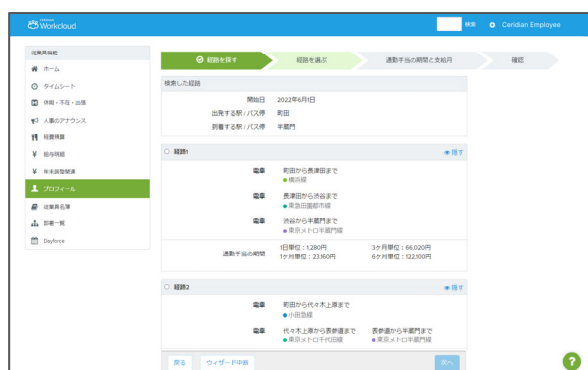 Workcloud
検索
Ceridian Employee
従業員機能
ホーム
タイムシート
休暇・不在・出張
人事のアナウンス
経費精算
給与明細
年末調整関連
プロフィール
従業員名簿
部署一覧
Dayforce
経路を探す
経路を選ぶ
通勤手当の期間と支給月
確認
検索した経路
開始日 2022年6月1日
出発する駅 / バス停 町田
到着する駅 / バス停 半蔵門
経路1 隠す
電車 町田から長津田まで
横浜線
電車 長津田から渋谷まで
東急田園都市線
電車 渋谷から半蔵門まで
東京メトロ半蔵門線
通勤手当の期間
1日単位：1,280円 3ヶ月単位：66,020円
1ヶ月単位：23,160円 6ヶ月単位：122,100円
経路2 隠す
電車 町田から代々木上原まで
小田急線
電車 代々木上原から表参道まで 表参道から半蔵門まで
東京メトロ千代田線 東京メトロ半蔵門線
戻る ウィザード中断 次へ
?